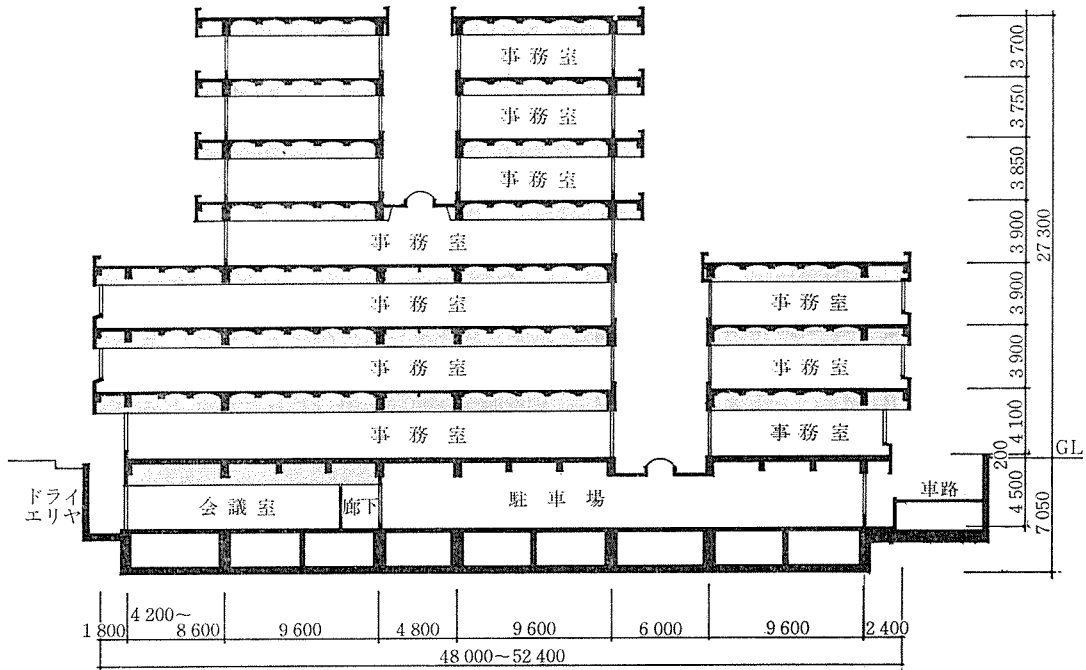 事務室
3 700
事務室
3 750
事務室
3 850
事務室
3 900
27 300
事務室
事務室
3 900
事務室
事務室
3 900
事務室
事務室
4 100
200
GL
ドライ
エリヤ
会議室
廊下
駐車場
車路
4 500
7 050
4 200～
1 800
8 600
9 600
4 800
9 600
6 000
9 600
2 400
48 000～52 400